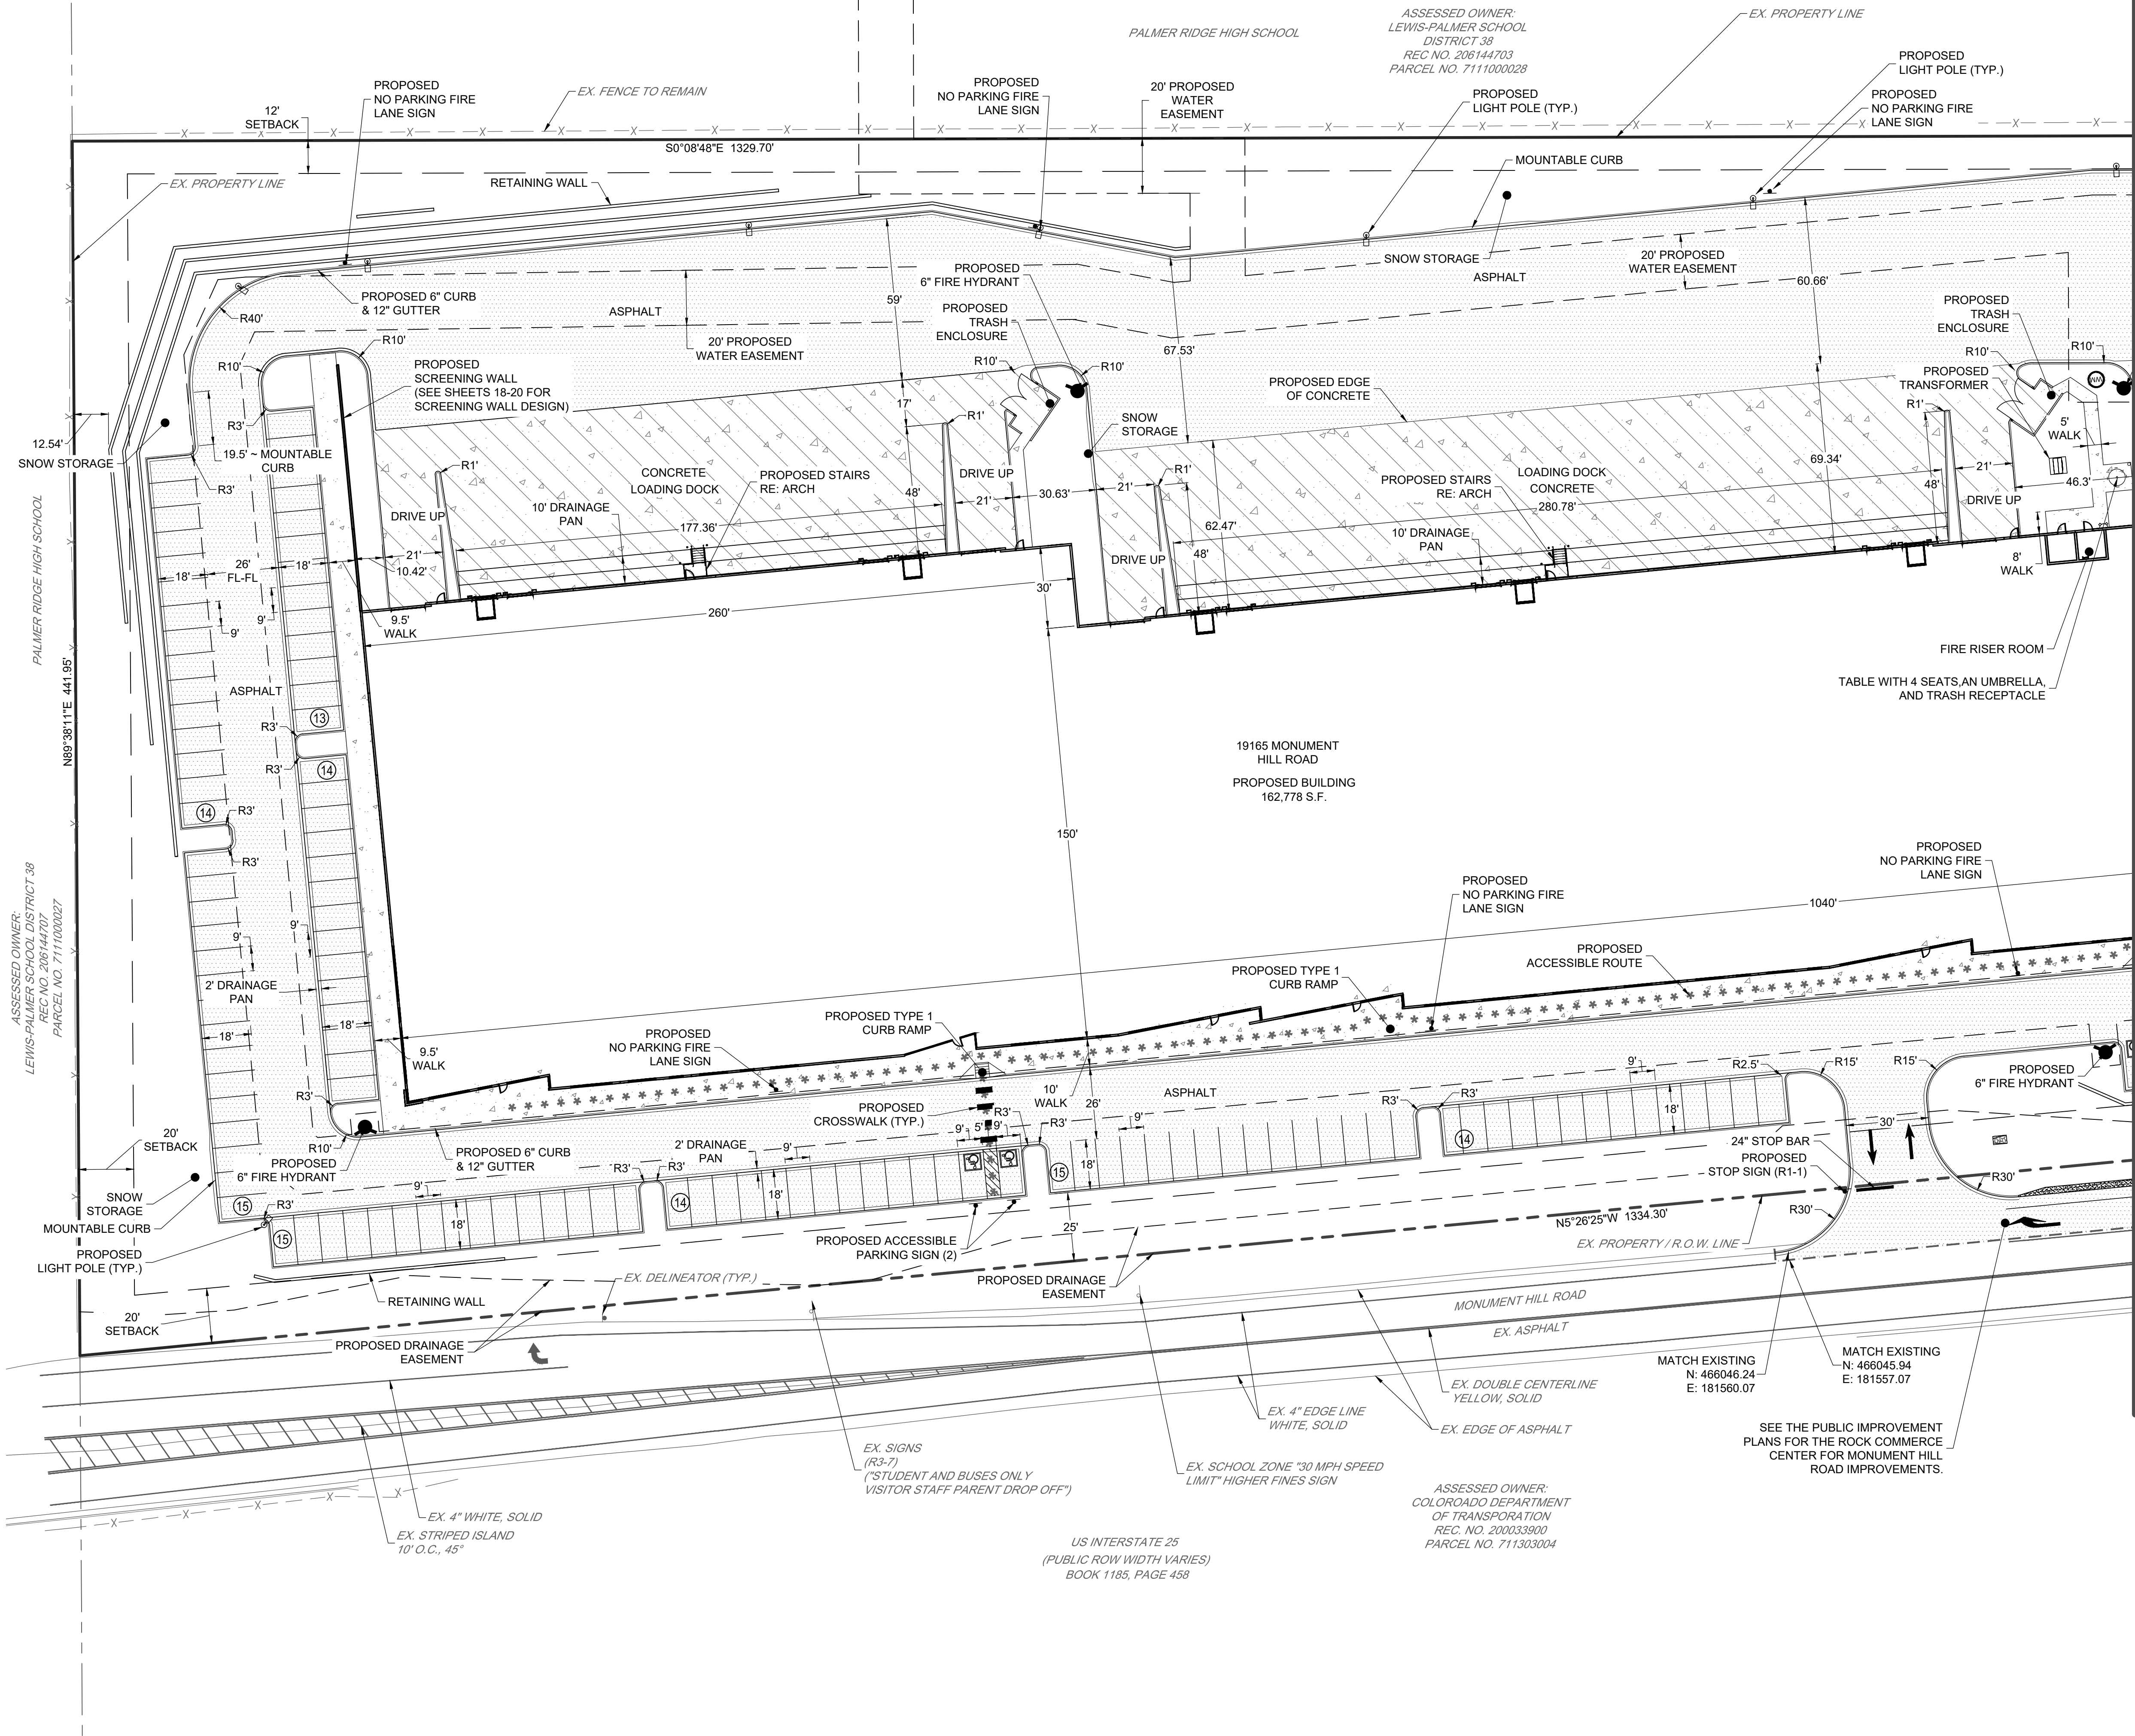 PALMER RIDGE HIGH SCHOOL
ASSESSED OWNER:
LEWIS-PALMER SCHOOL
DISTRICT 38
REC NO. 206144703
PARCEL NO. 7111000028
EX. PROPERTY LINE
PROPOSED
LIGHT POLE (TYP.)
PROPOSED
NO PARKING FIRE
LANE SIGN
EX. FENCE TO REMAIN
PROPOSED
NO PARKING FIRE
LANE SIGN
20' PROPOSED
WATER
EASEMENT
PROPOSED
LIGHT POLE (TYP.)
PROPOSED
NO PARKING FIRE
LANE SIGN
12'
SETBACK
S0°08'48"E 1329.70'
EX. PROPERTY LINE
RETAINING WALL
MOUNTABLE CURB
SNOW STORAGE
ASPHALT
20' PROPOSED
WATER EASEMENT
60.66'
PROPOSED
6" FIRE HYDRANT
PROPOSED 6" CURB
& 12" GUTTER
R40'
ASPHALT
59'
PROPOSED
TRASH
ENCLOSURE
PROPOSED
TRASH
ENCLOSURE
20' PROPOSED
WATER EASEMENT
R10'
R10'
67.53'
R10'
R10'
R10'
R10'
PROPOSED
SCREENING WALL
(SEE SHEETS 18-20 FOR
SCREENING WALL DESIGN)
PROPOSED EDGE
OF CONCRETE
PROPOSED
TRANSFORMER
17'
R1'
R1'
SNOW
STORAGE
5'
WALK
R3'
12.54'
SNOW STORAGE
19.5' ~ MOUNTABLE
CURB
R3'
R1'
CONCRETE
LOADING DOCK
PROPOSED STAIRS
RE: ARCH
DRIVE UP
R1'
PROPOSED STAIRS
RE: ARCH
LOADING DOCK
CONCRETE
280.78'
69.34'
48'
21'
DRIVE UP
46.3'
48'
21'
30.63'
21'
10' DRAINAGE
PAN
177.36'
DRIVE UP
62.47'
48'
10' DRAINAGE
PAN
DRIVE UP
21'
10.42'
18'
26'
FL-FL
18'
8'
WALK
30'
9'
9'
9.5'
WALK
260'
PALMER RIDGE HIGH SCHOOL
N89°38'11"E 441.95'
FIRE RISER ROOM
TABLE WITH 4 SEATS,AN UMBRELLA,
AND TRASH RECEPTACLE
ASPHALT
13
R3'
R3'
14
14
R3'
R3'
19165 MONUMENT
HILL ROAD
PROPOSED BUILDING
162,778 S.F.
150'
ASSESSED OWNER:
LEWIS-PALMER SCHOOL DISTRICT 38
REC NO. 206144707
PARCEL NO. 7111000027
PROPOSED
NO PARKING FIRE
LANE SIGN
PROPOSED
NO PARKING FIRE
LANE SIGN
1040'
9'
9'
2' DRAINAGE
PAN
18'
18'
9.5'
WALK
PROPOSED
ACCESSIBLE ROUTE
PROPOSED TYPE 1
CURB RAMP
PROPOSED TYPE 1
CURB RAMP
PROPOSED
NO PARKING FIRE
LANE SIGN
R3'
R10'
10'
WALK
26'
ASPHALT
9'
R2.5'
R15'
R15'
PROPOSED
6" FIRE HYDRANT
PROPOSED
CROSSWALK (TYP.)
R3'
R3'
9'
5'
9'
9'
R3'
R3'
18'
14
30'
24" STOP BAR
PROPOSED
STOP SIGN (R1-1)
R30'
R30'
20'
SETBACK
PROPOSED
6" FIRE HYDRANT
PROPOSED 6" CURB
& 12" GUTTER
2' DRAINAGE
PAN
9'
R3'
R3'
9'
18'
15
18'
SNOW
STORAGE
MOUNTABLE CURB
15
R3'
15
18'
14
PROPOSED
LIGHT POLE (TYP.)
PROPOSED ACCESSIBLE
PARKING SIGN (2)
25'
N5°26'25"W 1334.30'
EX. PROPERTY / R.O.W. LINE
EX. DELINEATOR (TYP.)
PROPOSED DRAINAGE
EASEMENT
RETAINING WALL
20'
SETBACK
PROPOSED DRAINAGE
EASEMENT
MONUMENT HILL ROAD
EX. ASPHALT
MATCH EXISTING
N: 466046.24
E: 181560.07
MATCH EXISTING
N: 466045.94
E: 181557.07
EX. DOUBLE CENTERLINE
YELLOW, SOLID
EX. 4" EDGE LINE
WHITE, SOLID
EX. EDGE OF ASPHALT
SEE THE PUBLIC IMPROVEMENT
PLANS FOR THE ROCK COMMERCE
CENTER FOR MONUMENT HILL
ROAD IMPROVEMENTS.
EX. SIGNS
(R3-7)
("STUDENT AND BUSES ONLY
VISITOR STAFF PARENT DROP OFF")
EX. SCHOOL ZONE "30 MPH SPEED
LIMIT" HIGHER FINES SIGN
ASSESSED OWNER:
COLOROADO DEPARTMENT
OF TRANSPORATION
REC. NO. 200033900
PARCEL NO. 711303004
EX. 4" WHITE, SOLID
EX. STRIPED ISLAND
10' O.C., 45°
US INTERSTATE 25
(PUBLIC ROW WIDTH VARIES)
BOOK 1185, PAGE 458